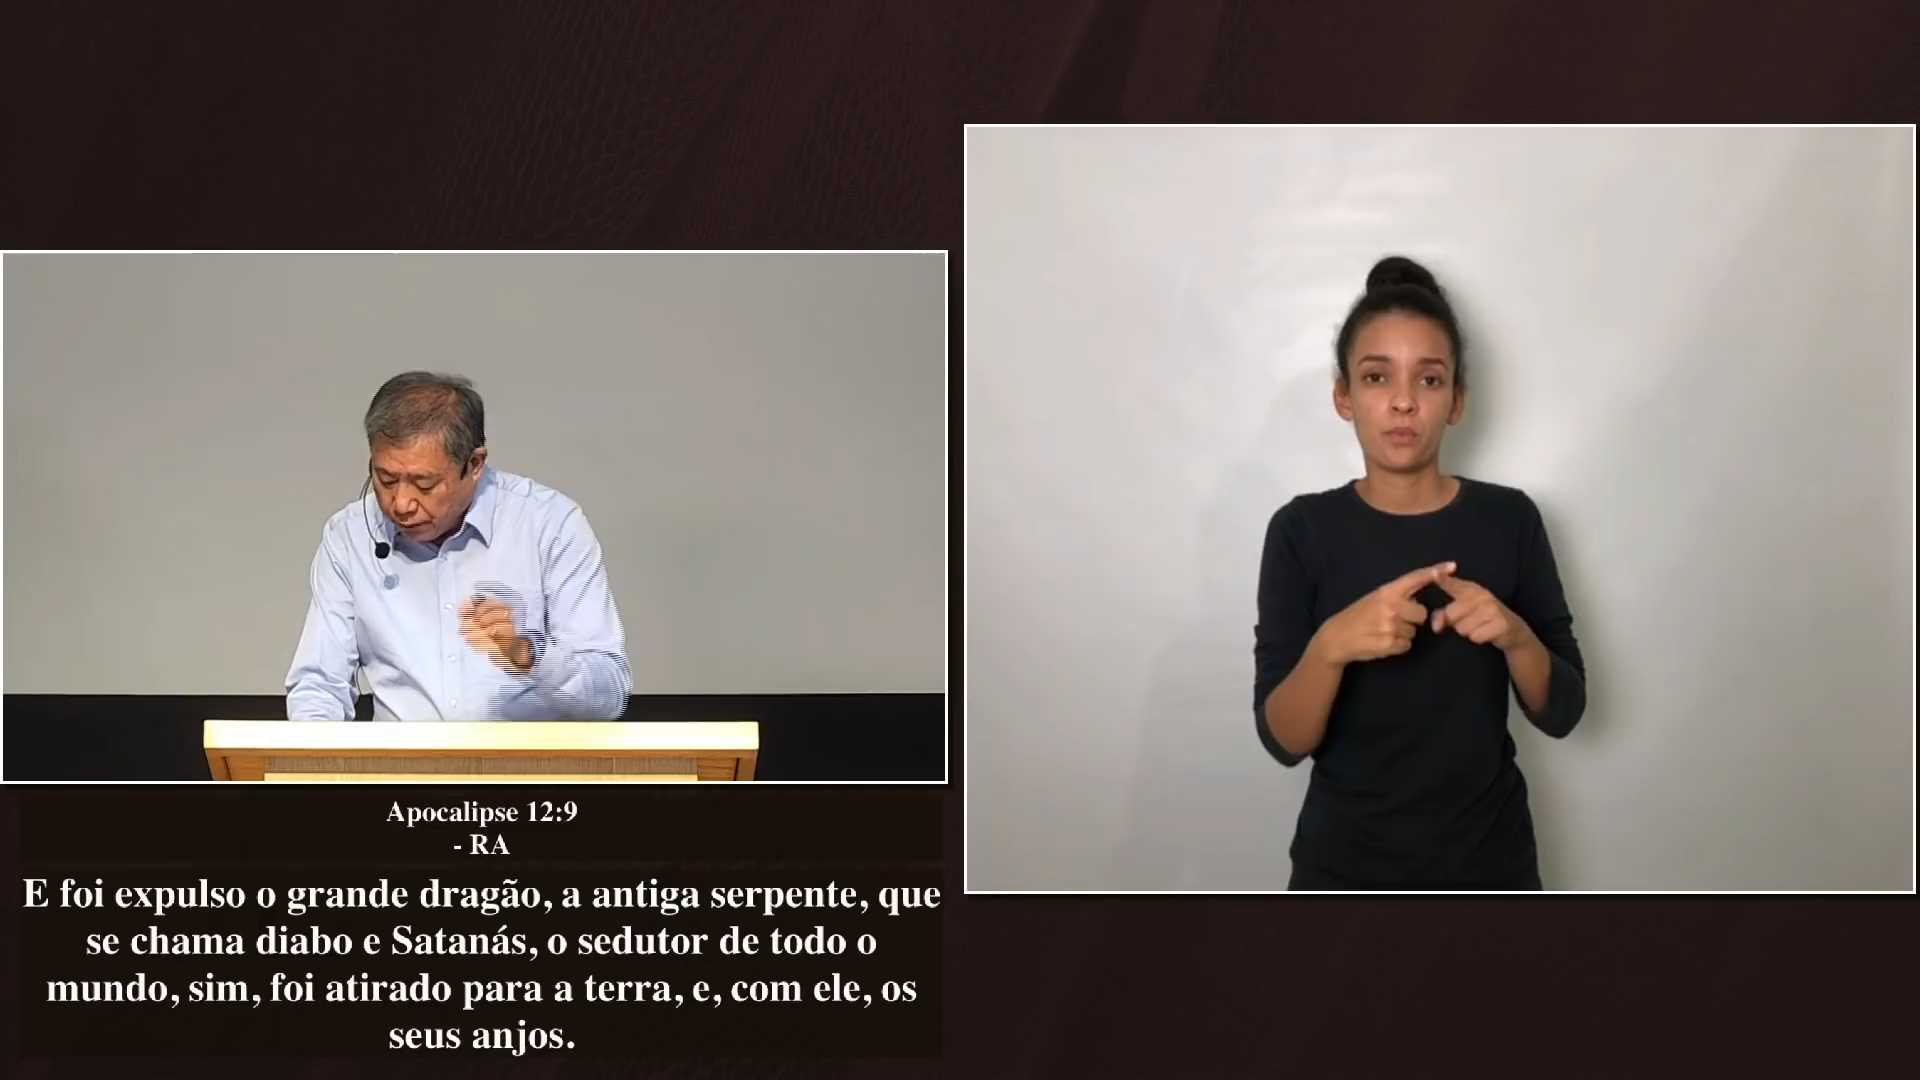 Apocalipse 12:9
- RA
E foi expulso o grande dragão, a antiga serpente, que
se chama diabo e Satanás, o sedutor de todo o
mundo, sim, foi atirado para a terra, e, com ele, os
seus anjos.